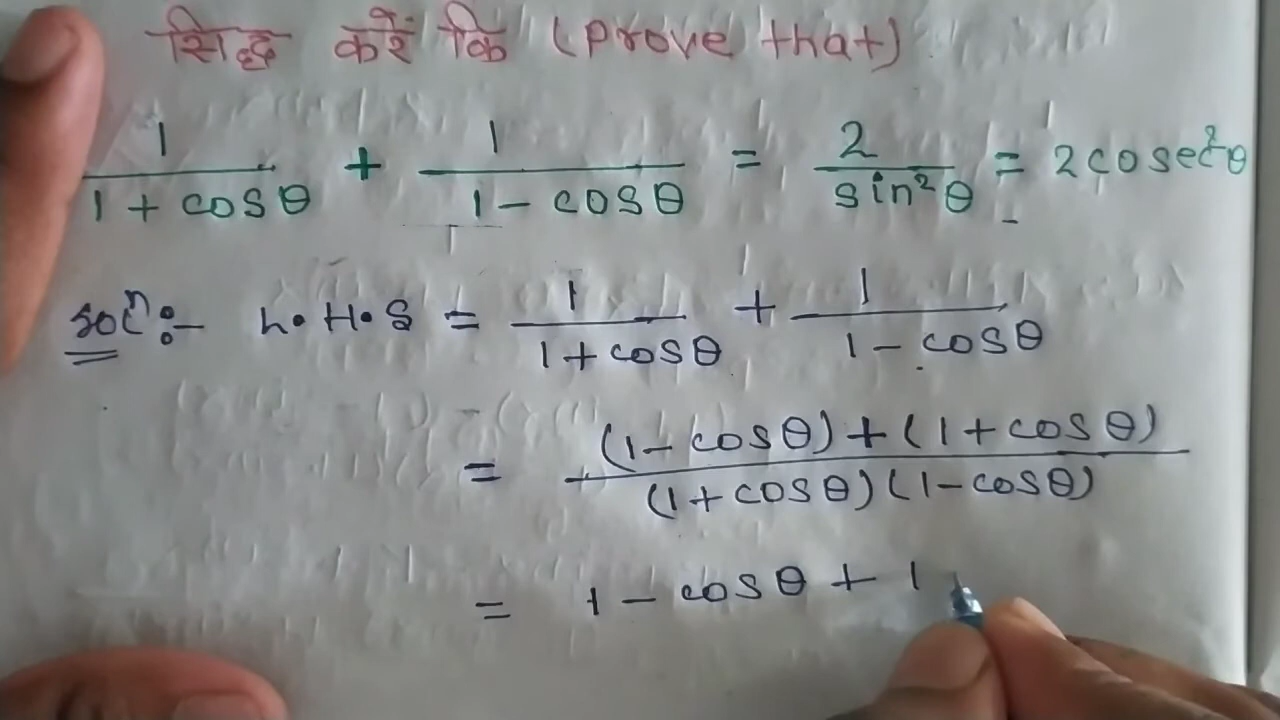 सिद्ध करें कि (Prove that)
1/(1 + cosθ) + 1/(1 - cosθ) = 2/sin²θ = 2cosec²θ
Solⁿ:- L.H.S = 1/(1 + cosθ) + 1/(1 - cosθ)
= ((1 - cosθ) + (1 + cosθ))/((1 + cosθ)(1 - cosθ))
= 1 - cosθ + 1